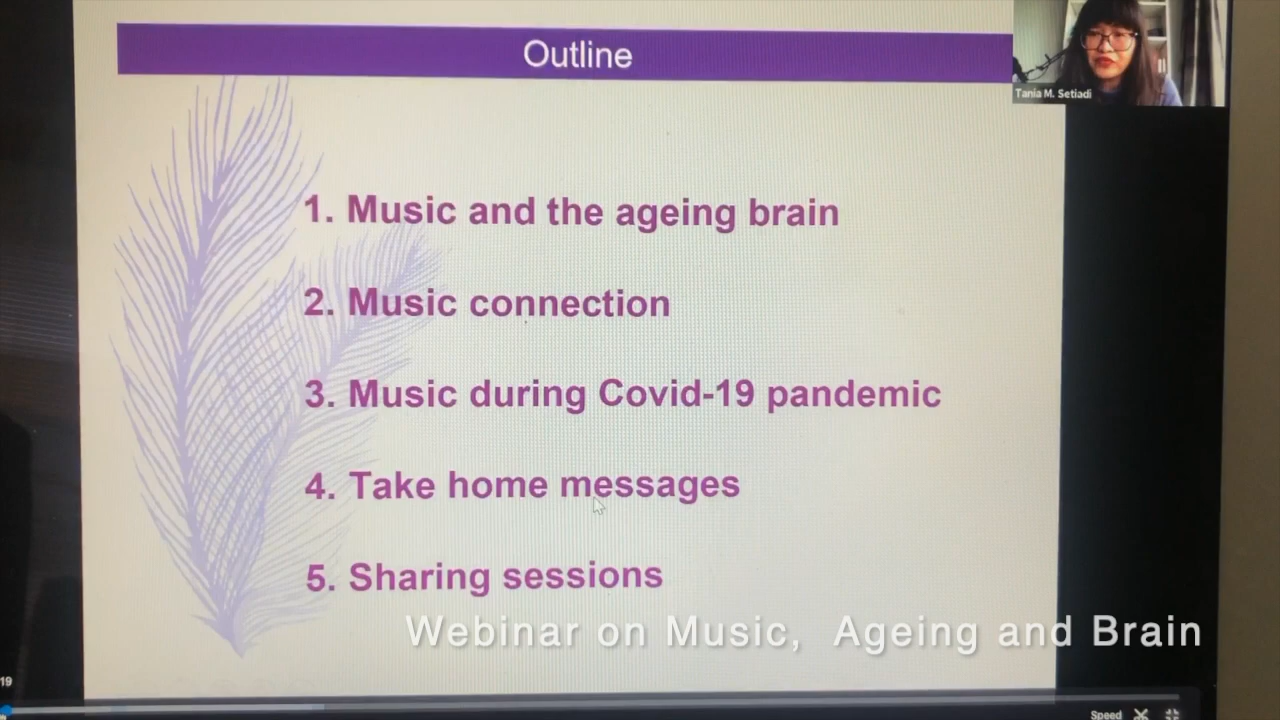 Outline
Tania M. Setiadi
1. Music and the ageing brain
2. Music connection
3. Music during Covid-19 pandemic
4. Take home messages
5. Sharing sessions
Webinar on Music, Ageing and Brain
19
Speed